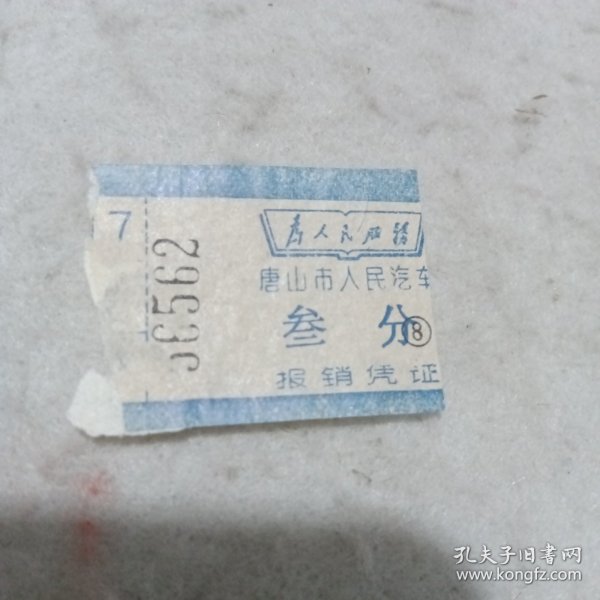 7
为人民服务
唐山市人民汽车
叁分
⑧
报销凭证
6562
孔夫子旧书网
www.kongfz.com